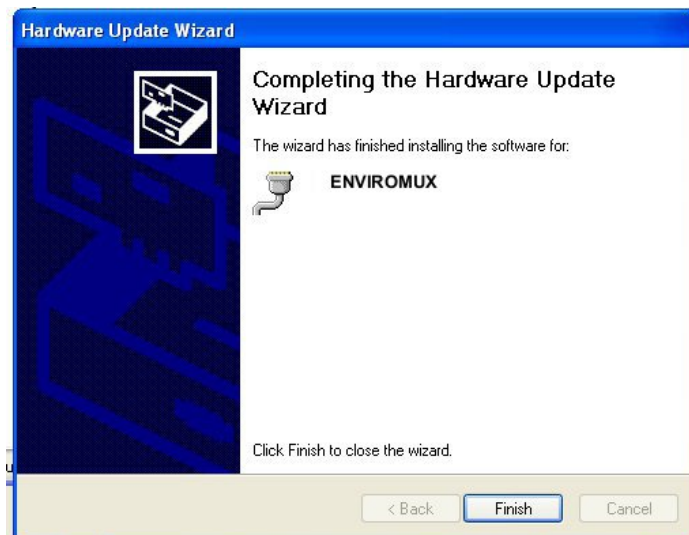 Hardware Update Wizard
Completing the Hardware Update
Wizard
The wizard has finished installing the software for:
ENVIROMUX
Click Finish to close the wizard.
< Back
Finish
Cancel